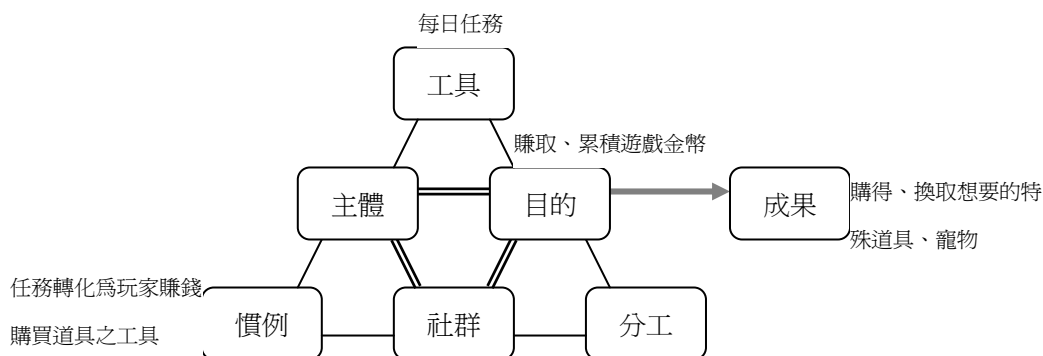 每日任務
工具
賺取、累積遊戲金幣
主體
目的
成果
購得、換取想要的特
殊道具、寵物
任務轉化爲玩家賺錢
購買道具之工具
慣例
社群
分工